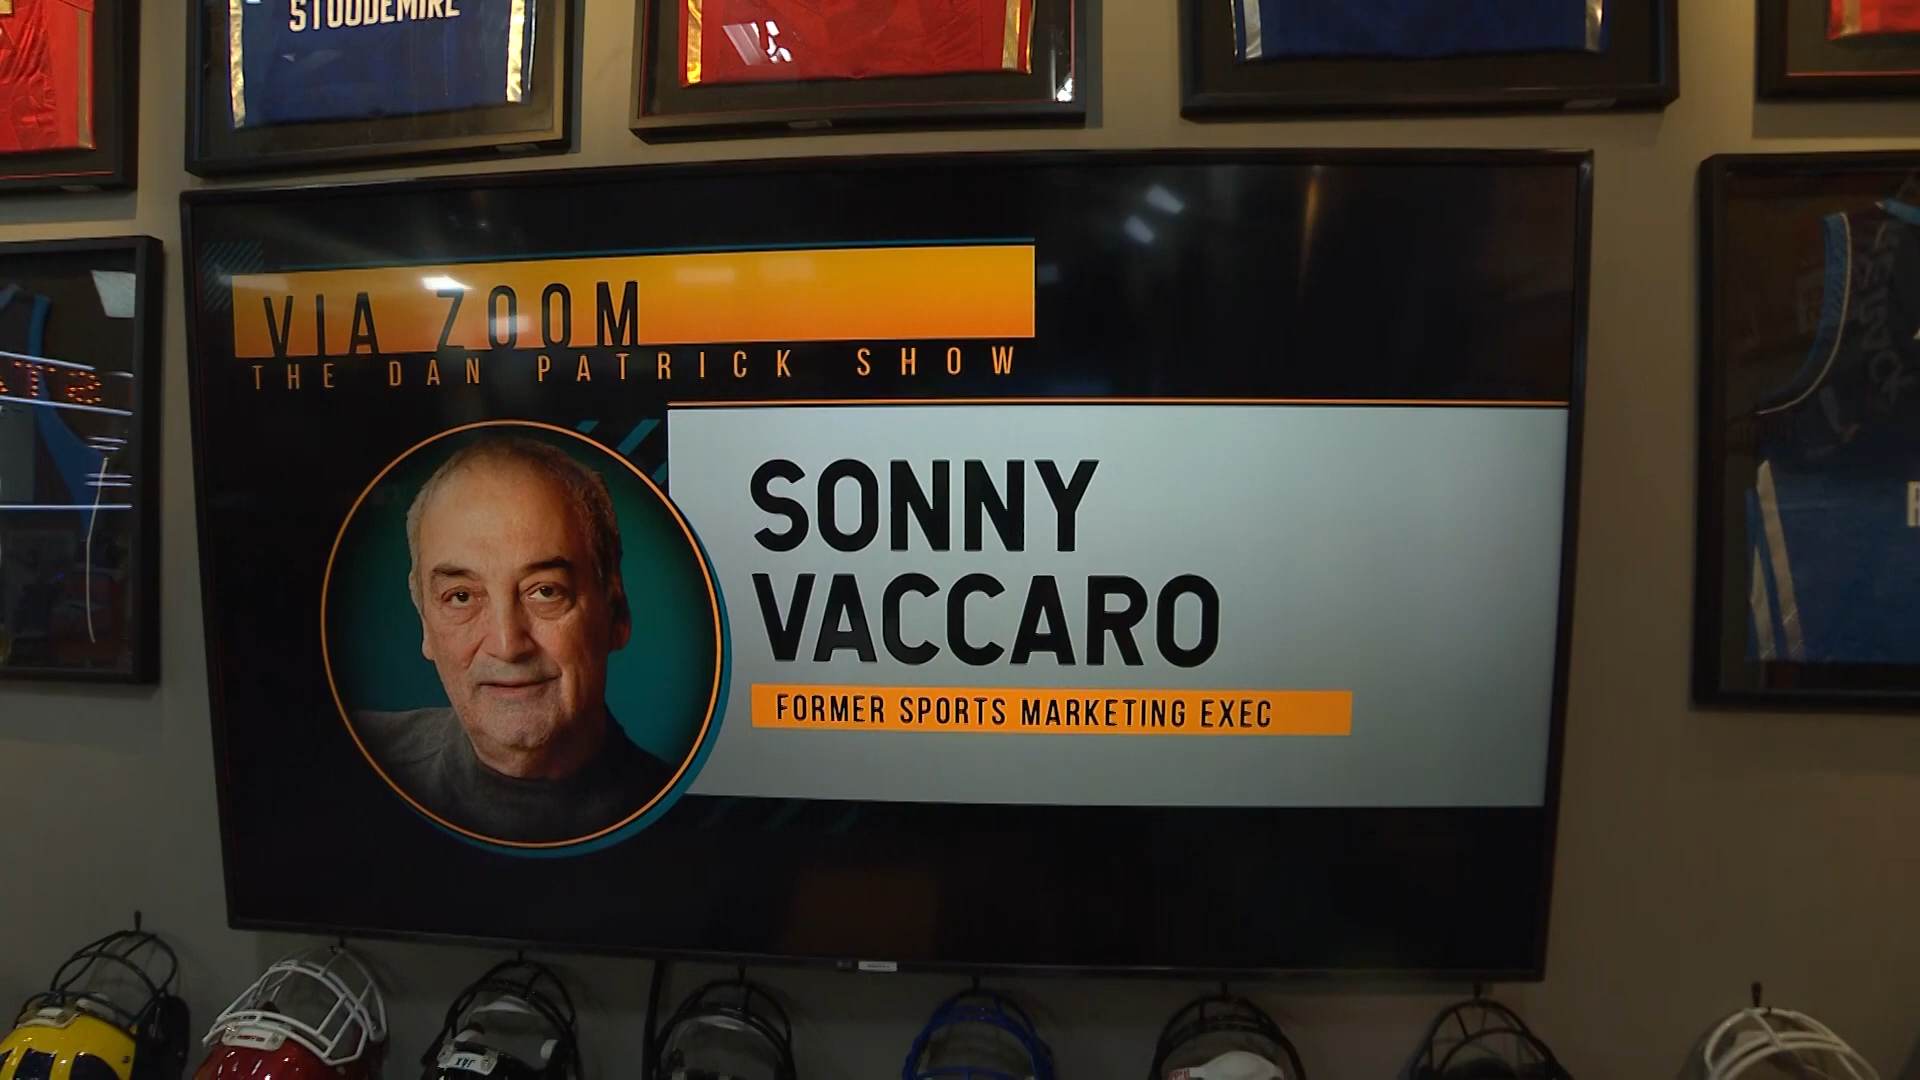 STOUDEMIRE
VIA ZOOM
THE DAN PATRICK SHOW
SONNY
VACCARO
FORMER SPORTS MARKETING EXEC